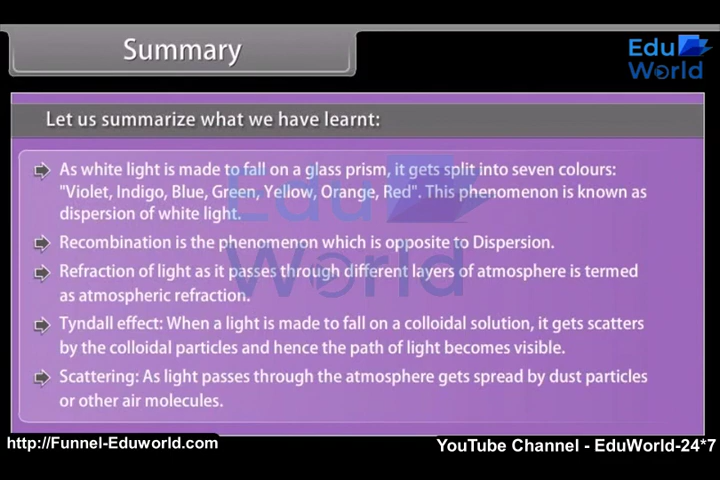 Summary
Edu
World
Let us summarize what we have learnt:
As white light is made to fall on a glass prism, it gets split into seven colours:
"Violet, Indigo, Blue, Green, Yellow, Orange, Red". This phenomenon is known as
dispersion of white light.
Recombination is the phenomenon which is opposite to Dispersion.
Refraction of light as it passes through different layers of atmosphere is termed
as atmospheric refraction.
Tyndall effect: When a light is made to fall on a colloidal solution, it gets scatters
by the colloidal particles and hence the path of light becomes visible.
Scattering: As light passes through the atmosphere gets spread by dust particles
or other air molecules.
Edu
World
http://Funnel-Eduworld.com
YouTube Channel - EduWorld-24*7